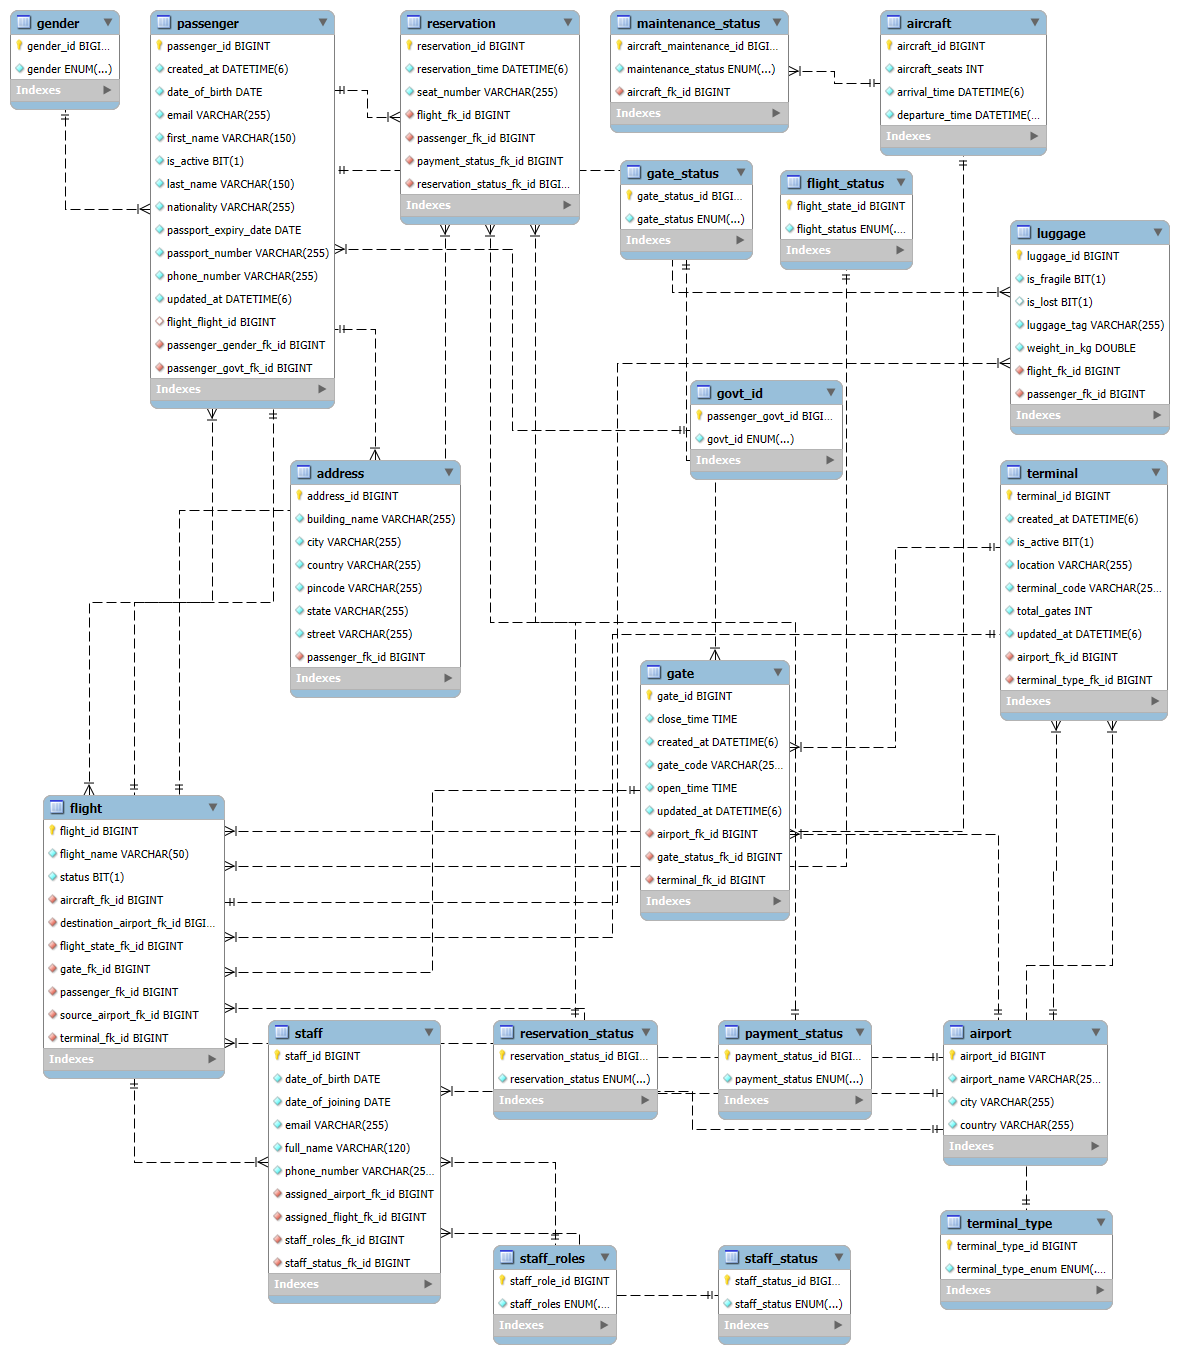 gender
gender_id BIGI...
gender ENUM(...)
Indexes
passenger
passenger_id BIGINT
created_at DATETIME(6)
date_of_birth DATE
email VARCHAR(255)
first_name VARCHAR(150)
is_active BIT(1)
last_name VARCHAR(150)
nationality VARCHAR(255)
passport_expiry_date DATE
passport_number VARCHAR(255)
phone_number VARCHAR(255)
updated_at DATETIME(6)
flight_flight_id BIGINT
passenger_gender_fk_id BIGINT
passenger_govt_fk_id BIGINT
Indexes
reservation
reservation_id BIGINT
reservation_time DATETIME(6)
seat_number VARCHAR(255)
flight_fk_id BIGINT
passenger_fk_id BIGINT
payment_status_fk_id BIGINT
reservation_status_fk_id BIGI...
Indexes
maintenance_status
aircraft_maintenance_id BIGI...
maintenance_status ENUM(...)
aircraft_fk_id BIGINT
Indexes
aircraft
aircraft_id BIGINT
aircraft_seats INT
arrival_time DATETIME(6)
departure_time DATETIME(...
Indexes
gate_status
gate_status_id BIGI...
gate_status ENUM(...)
Indexes
flight_status
flight_state_id BIGINT
flight_status ENUM(....
Indexes
luggage
luggage_id BIGINT
is_fragile BIT(1)
is_lost BIT(1)
luggage_tag VARCHAR(255)
weight_in_kg DOUBLE
flight_fk_id BIGINT
passenger_fk_id BIGINT
Indexes
govt_id
passenger_govt_id BIGI...
govt_id ENUM(...)
Indexes
address
address_id BIGINT
building_name VARCHAR(255)
city VARCHAR(255)
country VARCHAR(255)
pincode VARCHAR(255)
state VARCHAR(255)
street VARCHAR(255)
passenger_fk_id BIGINT
Indexes
terminal
terminal_id BIGINT
created_at DATETIME(6)
is_active BIT(1)
location VARCHAR(255)
terminal_code VARCHAR(25...
total_gates INT
updated_at DATETIME(6)
airport_fk_id BIGINT
terminal_type_fk_id BIGINT
Indexes
gate
gate_id BIGINT
close_time TIME
created_at DATETIME(6)
gate_code VARCHAR(25...
open_time TIME
updated_at DATETIME(6)
airport_fk_id BIGINT
gate_status_fk_id BIGINT
terminal_fk_id BIGINT
Indexes
flight
flight_id BIGINT
flight_name VARCHAR(50)
status BIT(1)
aircraft_fk_id BIGINT
destination_airport_fk_id BIGI...
flight_state_fk_id BIGINT
gate_fk_id BIGINT
passenger_fk_id BIGINT
source_airport_fk_id BIGINT
terminal_fk_id BIGINT
Indexes
staff
staff_id BIGINT
date_of_birth DATE
date_of_joining DATE
email VARCHAR(255)
full_name VARCHAR(120)
phone_number VARCHAR(25...
assigned_airport_fk_id BIGINT
assigned_flight_fk_id BIGINT
staff_roles_fk_id BIGINT
staff_status_fk_id BIGINT
Indexes
reservation_status
reservation_status_id BIGI...
reservation_status ENUM(...)
Indexes
payment_status
payment_status_id BIGI...
payment_status ENUM(...)
Indexes
airport
airport_id BIGINT
airport_name VARCHAR(25...
city VARCHAR(255)
country VARCHAR(255)
Indexes
terminal_type
terminal_type_id BIGINT
terminal_type_enum ENUM(....
Indexes
staff_roles
staff_role_id BIGINT
staff_roles ENUM(....
Indexes
staff_status
staff_status_id BIGI...
staff_status ENUM(...)
Indexes